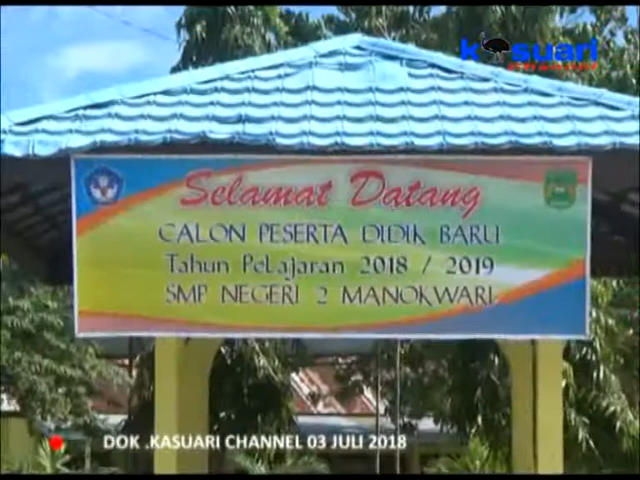 kasuari
Selamat Datang
CALON PESERTA DIDIK BARU
Tahun Pelajaran 2018 / 2019
SMP NEGERI 2 MANOKWARI
DOK .KASUARI CHANNEL 03 JULI 2018